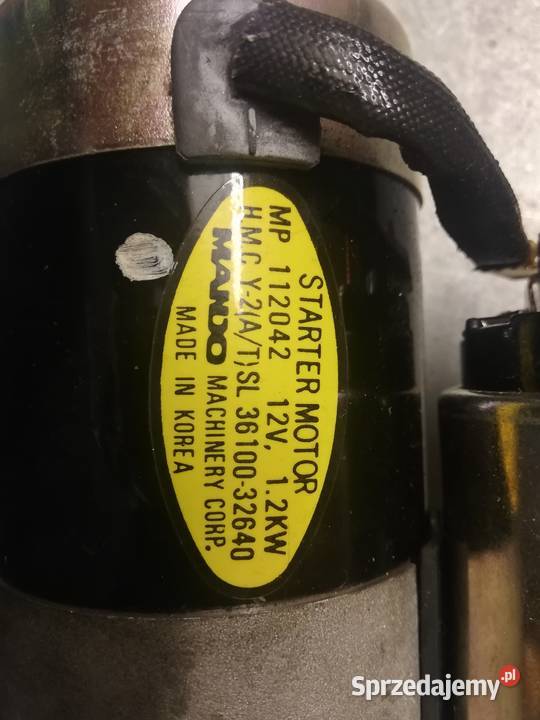 STARTER MOTOR
MP 112042 12V, 1.2KW
H.M.C Y-2(A/T)SL 36100-32640
MANDO MACHINERY CORP.
MADE IN KOREA
Sprzedajemy.pl